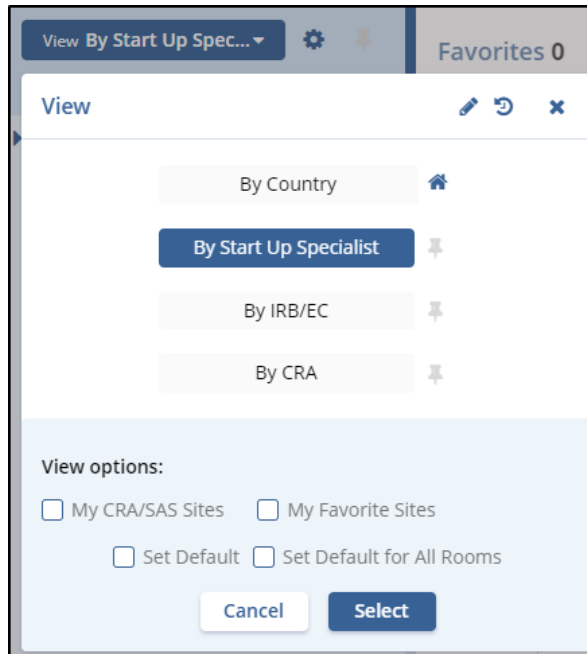 View By Start Up Spec...
Favorites 0
View
By Country
By Start Up Specialist
By IRB/EC
By CRA
View options:
My CRA/SAS Sites My Favorite Sites
Set Default Set Default for All Rooms
Cancel Select